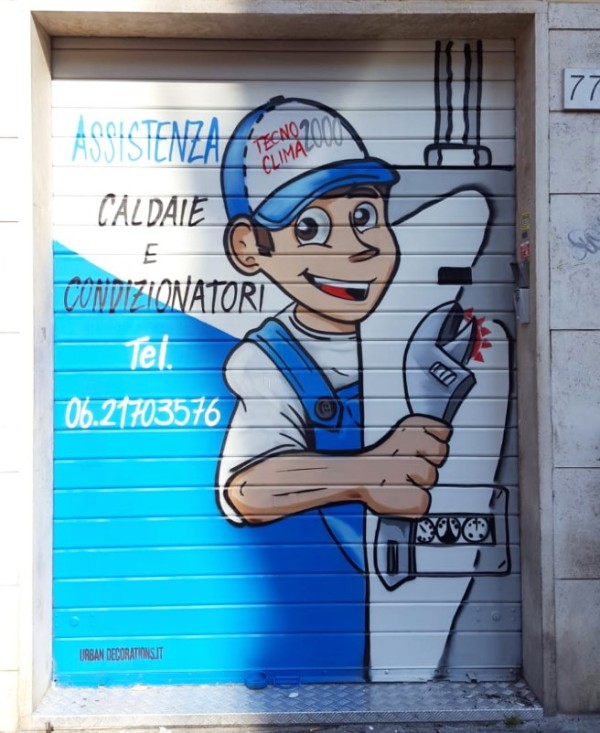 77
ASSISTENZA
TECNO
CLIMA 2000
CALDAIE
E
CONDIZIONATORI
Tel.
06.21703576
URBAN DECORATIONS.IT